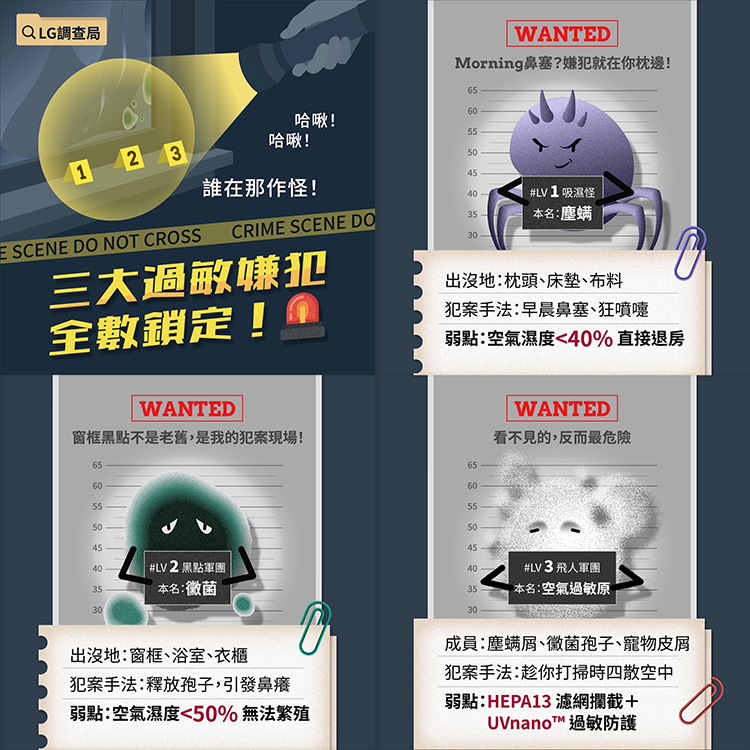 LG調查局
哈啾!
哈啾!
1
2
3
誰在那作怪!
E SCENE DO NOT CROSS
CRIME SCENE DO
三大過敏嫌犯
全數鎖定!
WANTED
Morning鼻塞?嫌犯就在你枕邊!
65
60
55
50
45
40
35
30
#LV 1 吸濕怪
本名:塵蟎
出沒地:枕頭、床墊、布料
犯案手法:早晨鼻塞、狂噴嚏
弱點:空氣濕度<40% 直接退房
WANTED
窗框黑點不是老舊,是我的犯案現場!
65
60
55
50
45
40
35
30
#LV 2 黑點軍團
本名:黴菌
出沒地:窗框、浴室、衣櫃
犯案手法:釋放孢子,引發鼻癢
弱點:空氣濕度<50% 無法繁殖
WANTED
看不見的,反而最危險
65
60
55
50
45
40
35
30
#LV 3 飛人軍團
本名:空氣過敏原
成員:塵蟎屑、黴菌孢子、寵物皮屑
犯案手法:趁你打掃時四散空中
弱點:HEPA13 濾網攔截+
UVnano™ 過敏防護